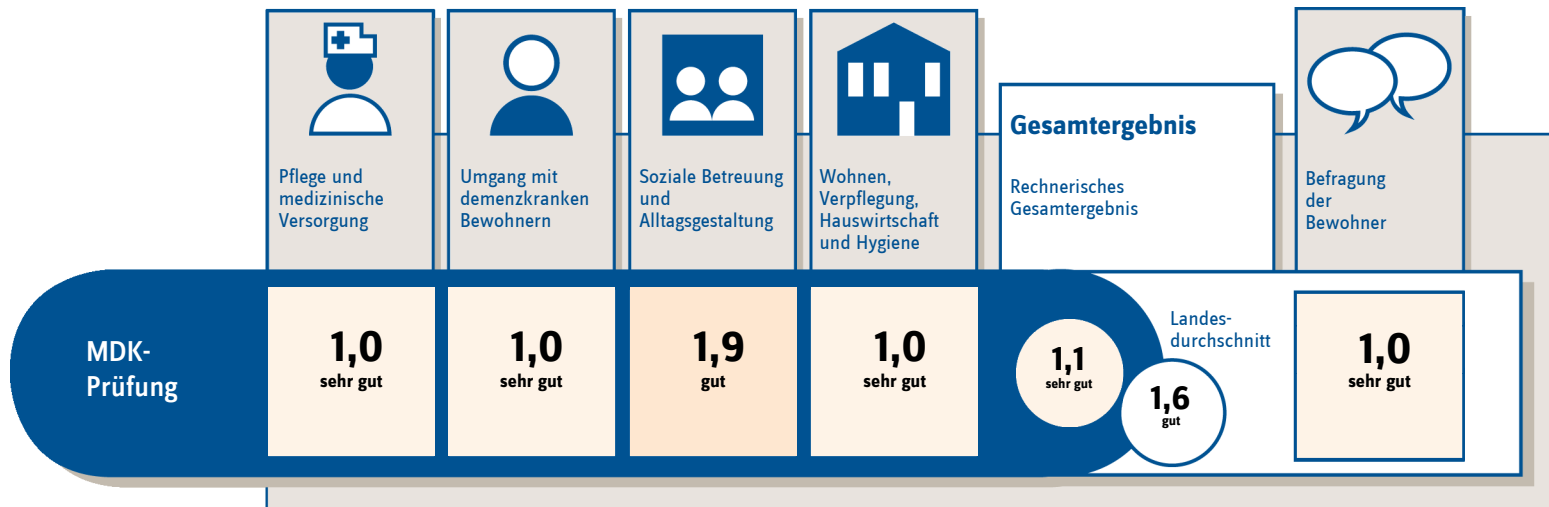 Pflege und
medizinische
Versorgung
Umgang mit
demenzkranken
Bewohnern
Soziale Betreuung
und
Alltagsgestaltung
Wohnen,
Verpflegung,
Hauswirtschaft
und Hygiene
Gesamtergebnis
Rechnerisches
Gesamtergebnis
Befragung
der
Bewohner
MDK-
Prüfung
1,0
sehr gut
1,0
sehr gut
1,9
gut
1,0
sehr gut
1,1
sehr gut
Landes-
durchschnitt
1,6
gut
1,0
sehr gut